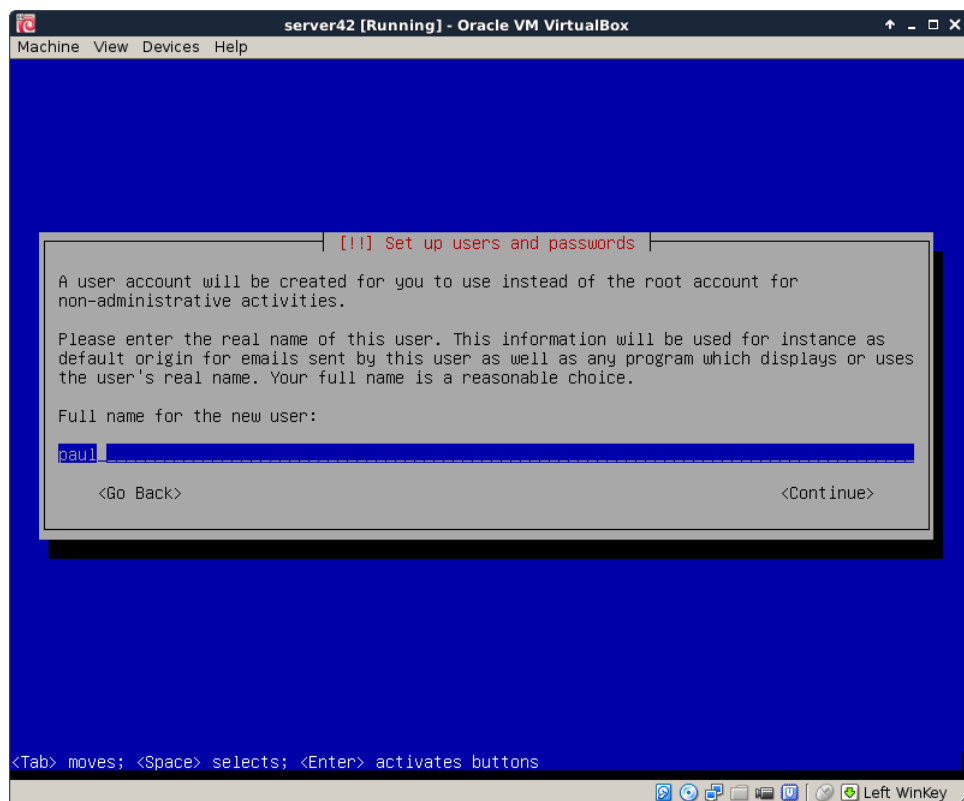 server42 [Running] - Oracle VM VirtualBox
Machine View Devices Help
[!!] Set up users and passwords
A user account will be created for you to use instead of the root account for
non-administrative activities.
Please enter the real name of this user. This information will be used for instance as
default origin for emails sent by this user as well as any program which displays or uses
the user's real name. Your full name is a reasonable choice.
Full name for the new user:
paul
<Go Back> <Continue>
<Tab> moves; <Space> selects; <Enter> activates buttons
Left WinKey